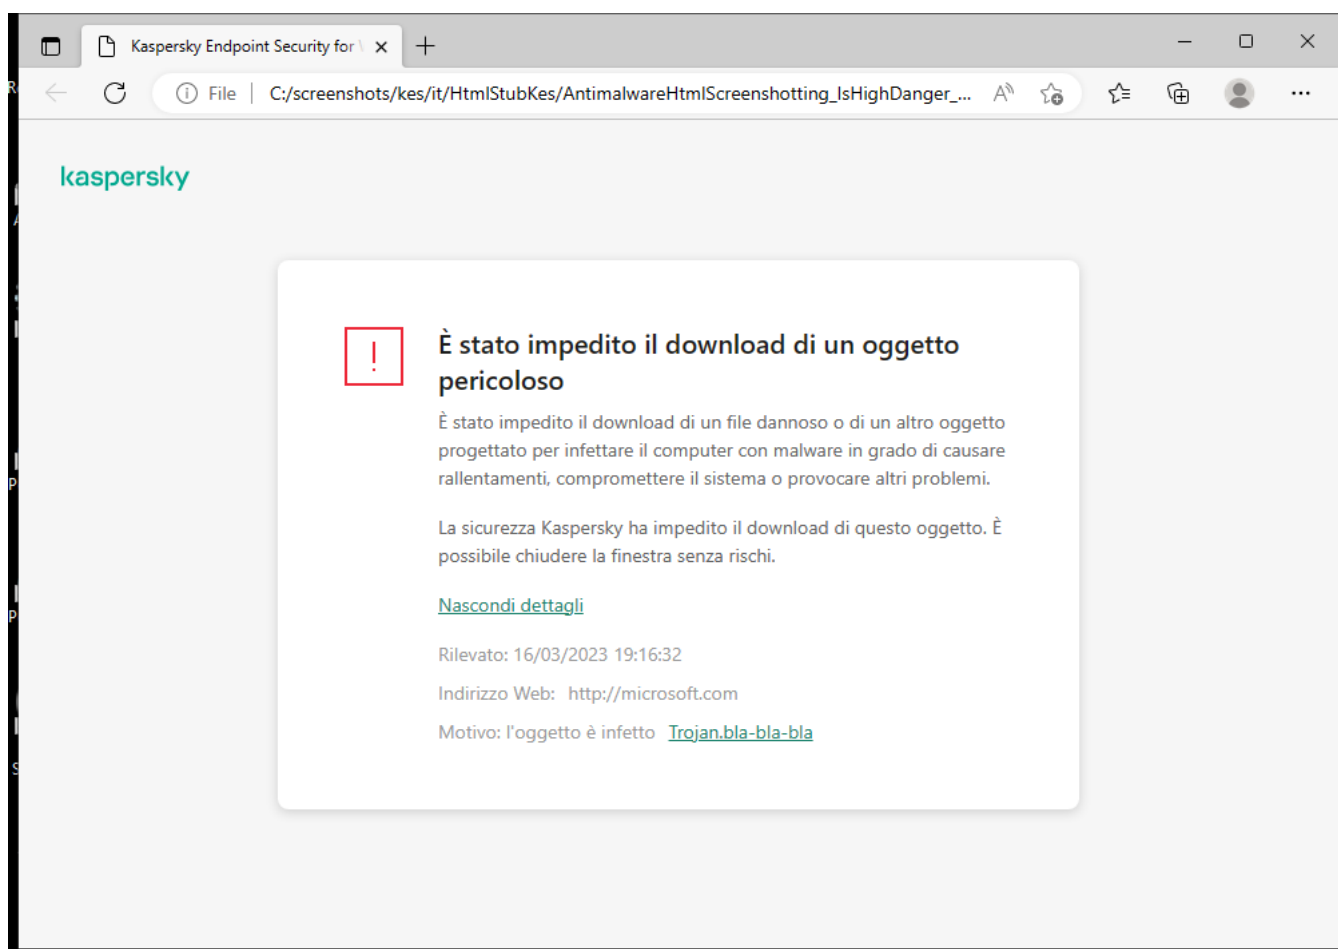 Kaspersky Endpoint Security for
File
C:/screenshots/kes/it/HtmlStubKes/AntimalwareHtmlScreenshotting_IsHighDanger_...
kaspersky
!
È stato impedito il download di un oggetto
pericoloso
È stato impedito il download di un file dannoso o di un altro oggetto
progettato per infettare il computer con malware in grado di causare
rallentamenti, compromettere il sistema o provocare altri problemi.
La sicurezza Kaspersky ha impedito il download di questo oggetto. È
possibile chiudere la finestra senza rischi.
Nascondi dettagli
Rilevato: 16/03/2023 19:16:32
Indirizzo Web: http://microsoft.com
Motivo: l'oggetto è infetto Trojan.bla-bla-bla